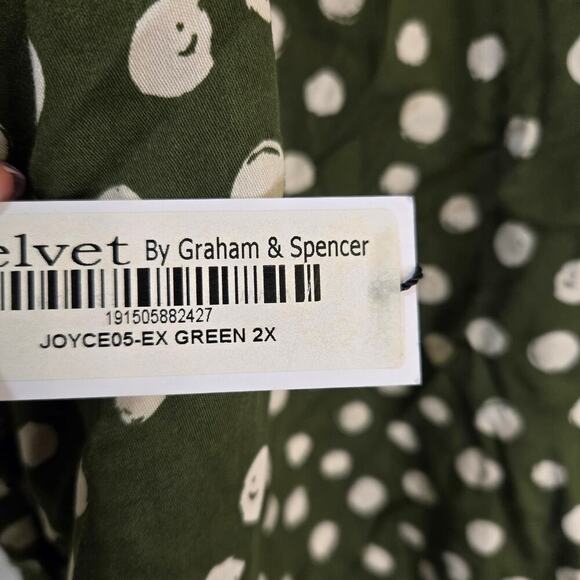 elvet By Graham & Spencer
191505882427
JOYCE05-EX GREEN 2X